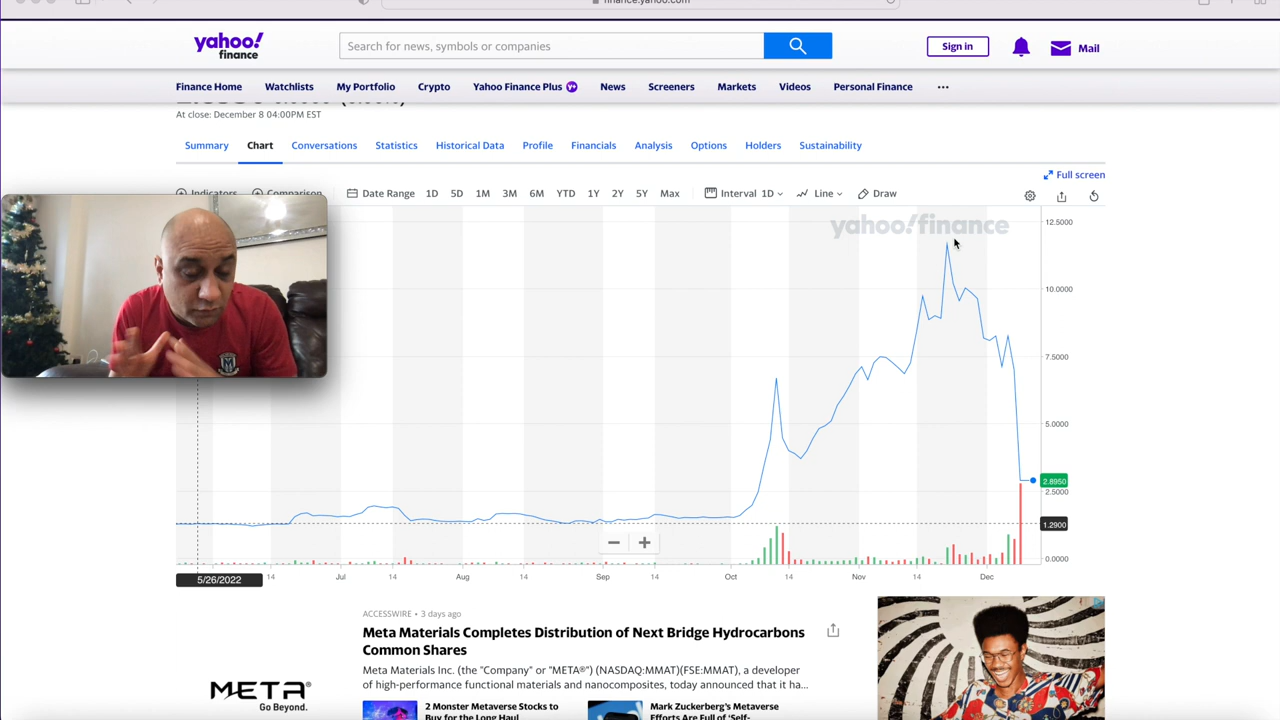 finance.yahoo.com
yahoo!
finance
Search for news, symbols or companies
Sign in
Mail
Finance Home Watchlists My Portfolio Crypto Yahoo Finance Plus News Screeners Markets Videos Personal Finance ...
At close: December 8 04:00PM EST
Summary Chart Conversations Statistics Historical Data Profile Financials Analysis Options Holders Sustainability
Full screen
Indicators Comparison Date Range 1D 5D 1M 3M 6M YTD 1Y 2Y 5Y Max Interval 1D Line Draw
yahoo!finance
12.5000
10.0000
7.5000
5.0000
2.8950
2.5000
1.2900
0.0000
5/26/2022 14 Jul 14 Aug 14 Sep 14 Oct 14 Nov 14 Dec
ACCESSWIRE • 3 days ago
Meta Materials Completes Distribution of Next Bridge Hydrocarbons
Common Shares
Meta Materials Inc. (the "Company" or "META®") (NASDAQ:MMAT)(FSE:MMAT), a developer
of high-performance functional materials and nanocomposites, today announced that it ha...
META®
Go Beyond.
2 Monster Metaverse Stocks to
Buy for the Long Haul
Mark Zuckerberg's Metaverse
Efforts Are Full of 'Self-